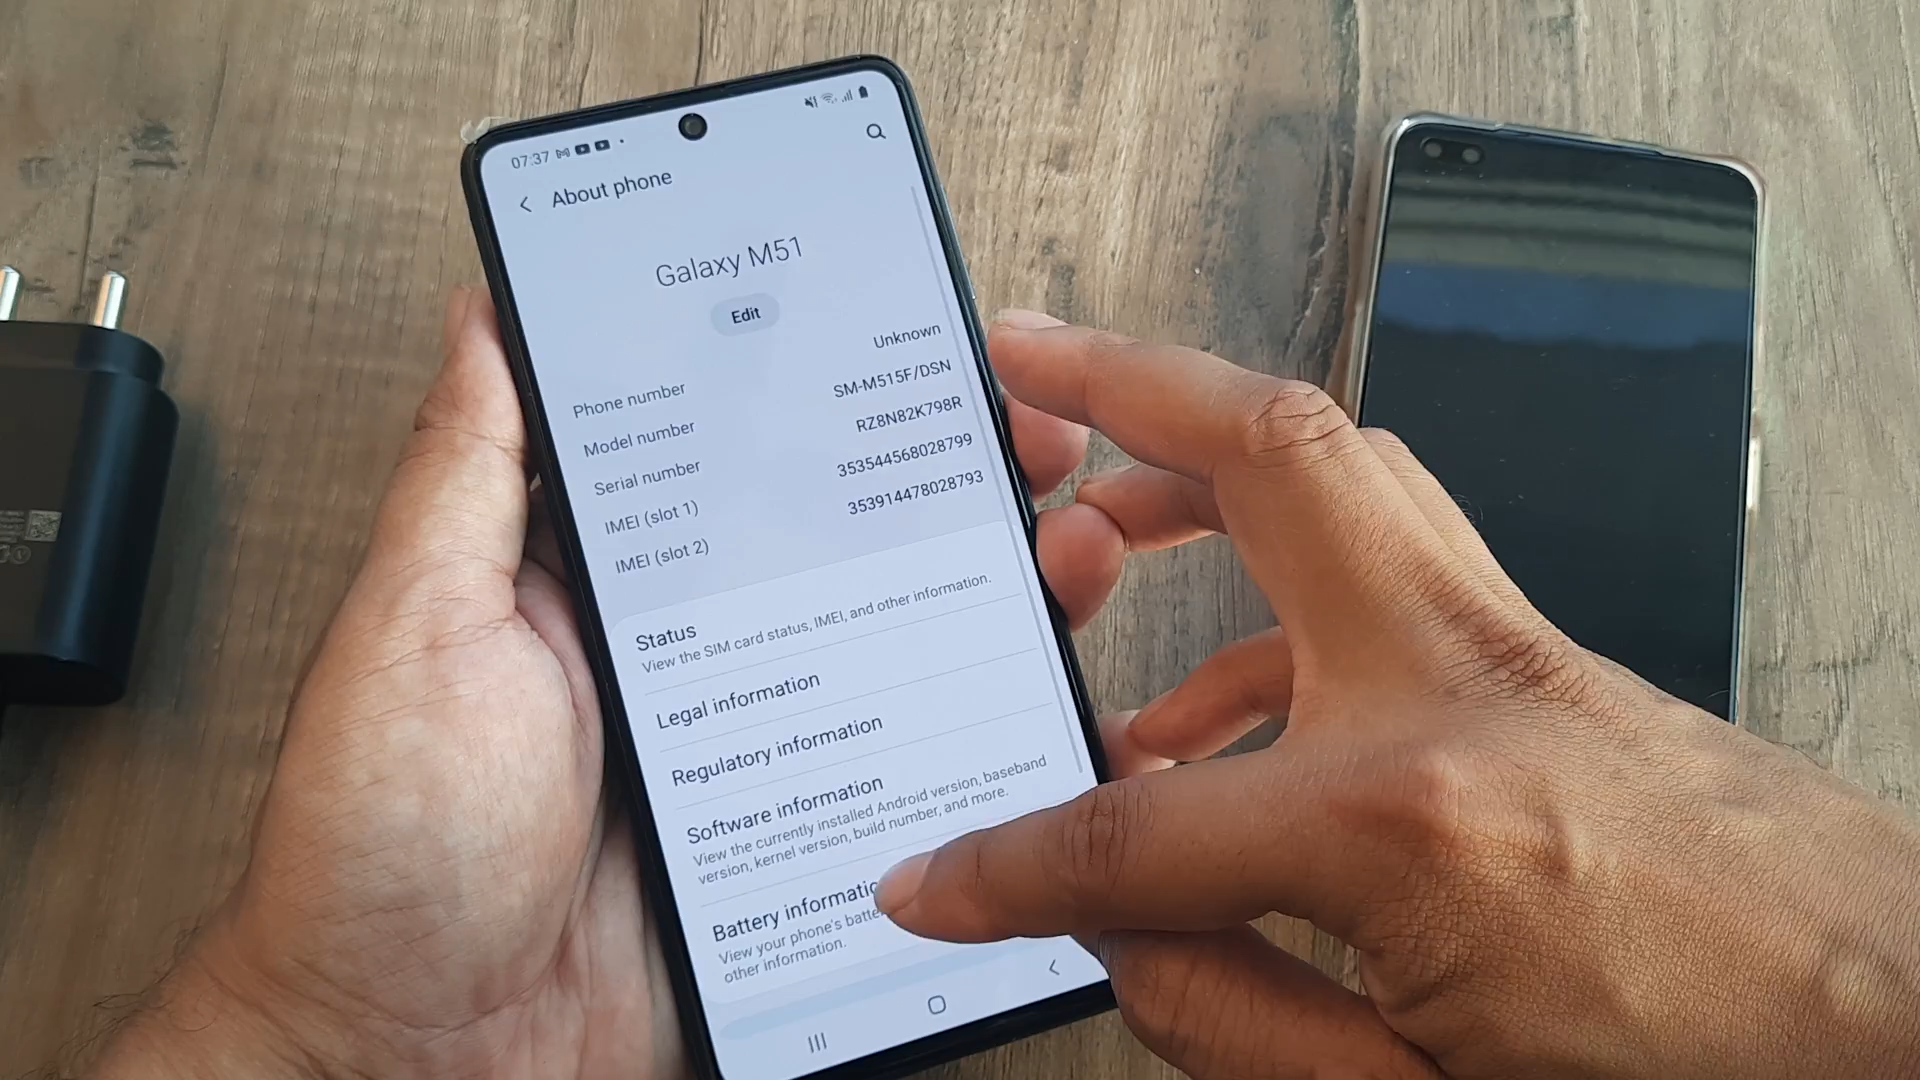 07:37
About phone
Galaxy M51
Edit
Phone number Unknown
Model number SM-M515F/DSN
Serial number RZ8N82K798R
IMEI (slot 1) 353544568028799
IMEI (slot 2) 353914478028793
Status
View the SIM card status, IMEI, and other information.
Legal information
Regulatory information
Software information
View the currently installed Android version, baseband
version, kernel version, build number, and more.
Battery informatio
View your phone's batte
other information.